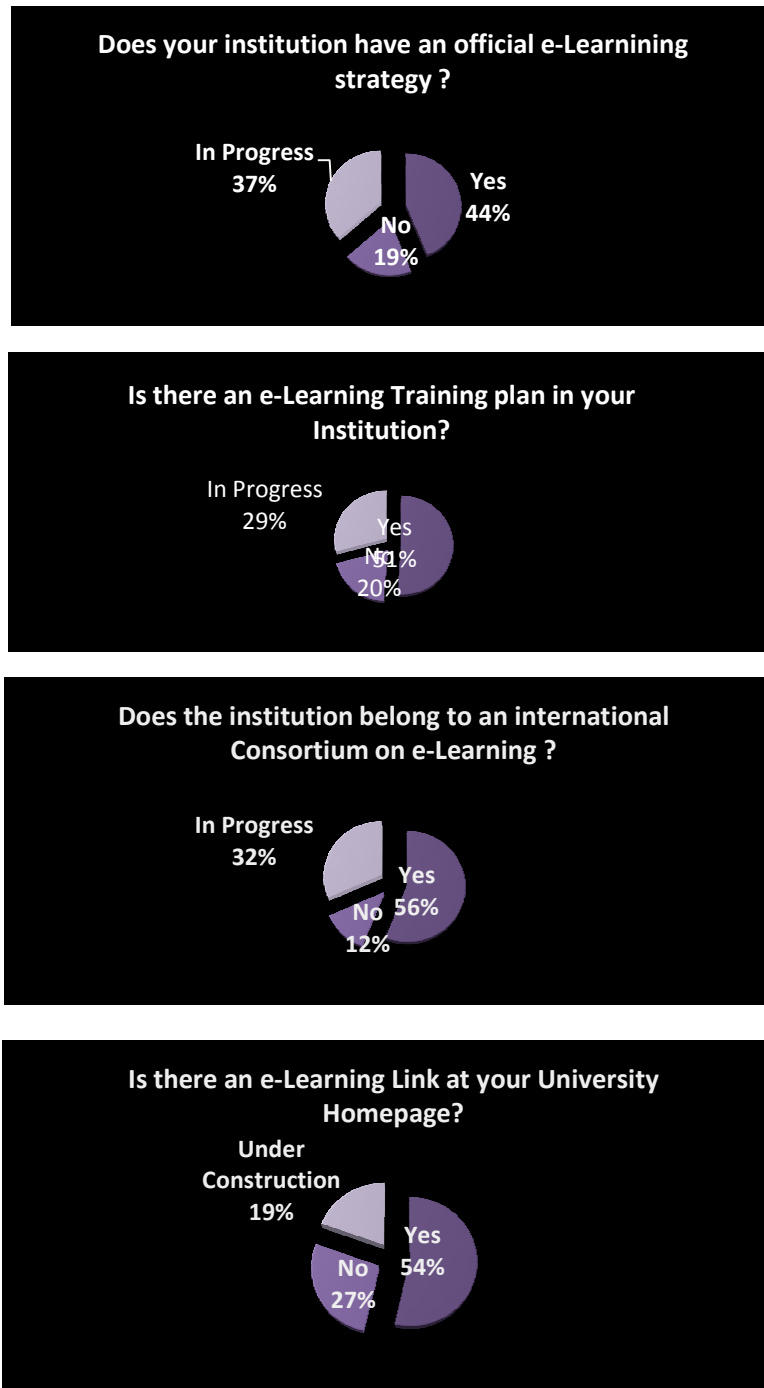 Does your institution have an official e-Learnining
strategy ?
In Progress
37%
Yes
44%
No
19%
Is there an e-Learning Training plan in your
Institution?
In Progress
29%
Yes
51%
No
20%
Does the institution belong to an international
Consortium on e-Learning ?
In Progress
32%
Yes
56%
No
12%
Is there an e-Learning Link at your University
Homepage?
Under
Construction
19%
Yes
54%
No
27%